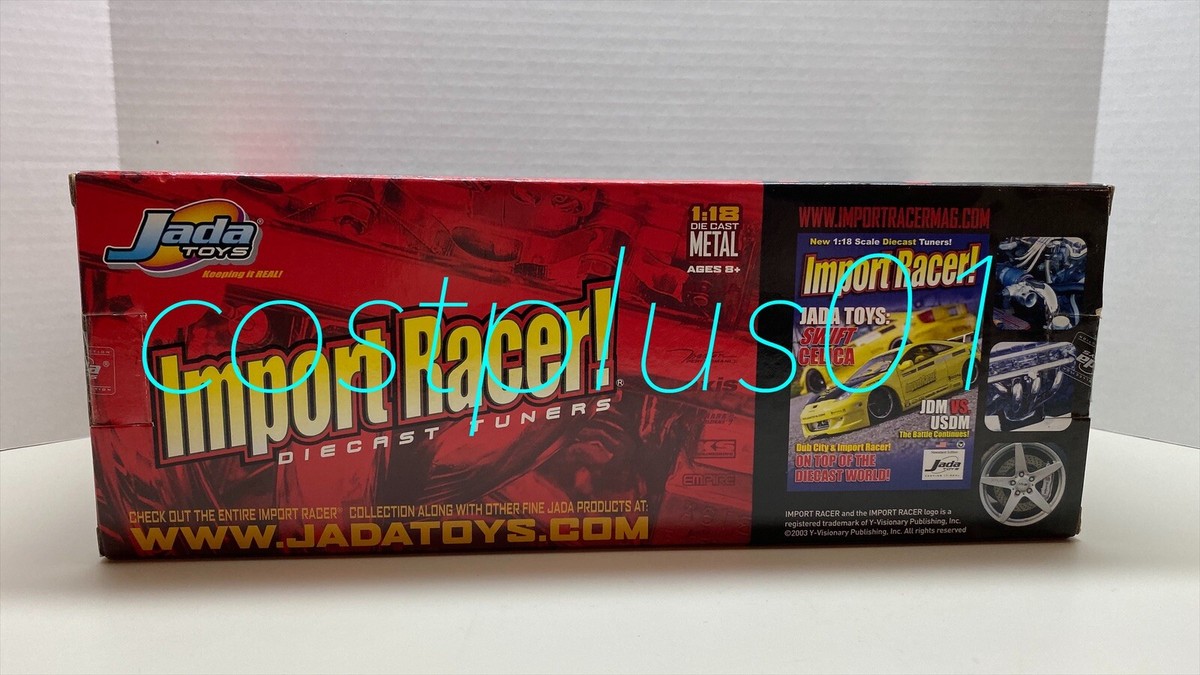 Jada
TOYS
Keeping it REAL!
1:18
DIE CAST
METAL
AGES 8+
Import Racer!
DIECAST TUNERS
CHECK OUT THE ENTIRE IMPORT RACER® COLLECTION ALONG WITH OTHER FINE JADA PRODUCTS AT:
WWW.JADATOYS.COM
WWW.IMPORTRACERMAG.COM
New 1:18 Scale Diecast Tuners!
Import Racer!
JADA TOYS:
SWIFT
CELICA
JDM VS.
USDM
The Battle Continues!
Dub City & Import Racer!
ON TOP OF THE
DIECAST WORLD!
Jada
TOYS
IMPORT RACER and the IMPORT RACER logo is a
registered trademark of Y-Visionary Publishing, Inc.
©2003 Y-Visionary Publishing, Inc. All rights reserved
EMPIRE
costplus01